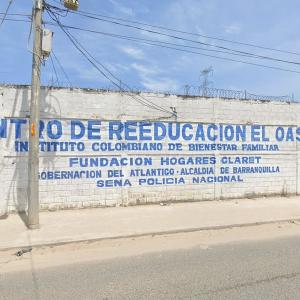 NTRO DE REEDUCACION EL OAS
INSTITUTO COLOMBIANO DE BIENESTAR FAMILIAR
FUNDACION HOGARES CLARET
GOBERNACION DEL ATLANTICO - ALCALDIA DE BARRANQUILLA
SENA POLICIA NACIONAL